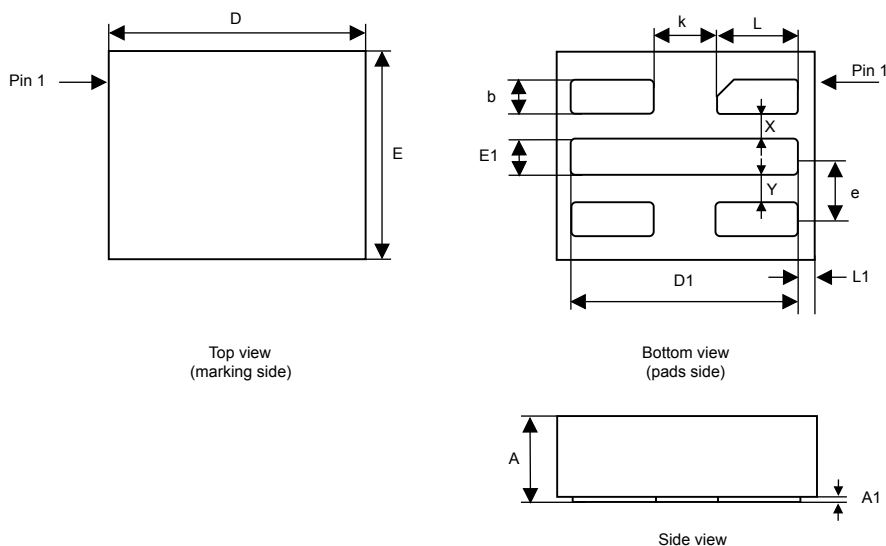 D
k
L
Pin 1
Pin 1
b
X
E
E1
Y
e
D1
L1
Top view
(marking side)
Bottom view
(pads side)
A
A1
Side view